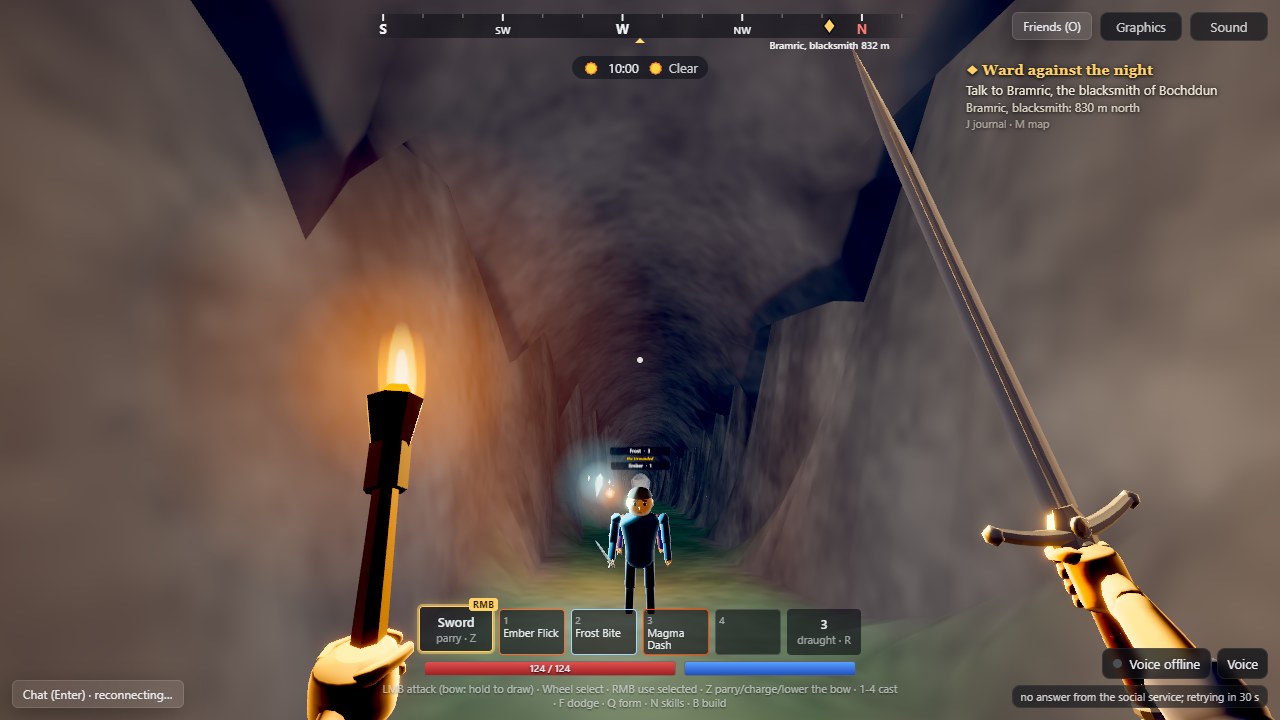 S SW W NW N
Bramric, blacksmith 832 m
10:00 Clear
Friends (O) Graphics Sound
Ward against the night
Talk to Bramric, the blacksmith of Bochddun
Bramric, blacksmith: 830 m north
J journal · M map
Frost · 3
Ember · 1
RMB
Sword
parry · Z
1
Ember Flick
2
Frost Bite
3
Magma
Dash
4
3
draught · R
124 / 124
LMB attack (bow: hold to draw) · Wheel select · RMB use selected · Z parry/charge/lower the bow · 1-4 cast
· F dodge · Q form · N skills · B build
Chat (Enter) · reconnecting...
Voice offline Voice
no answer from the social service; retrying in 30 s